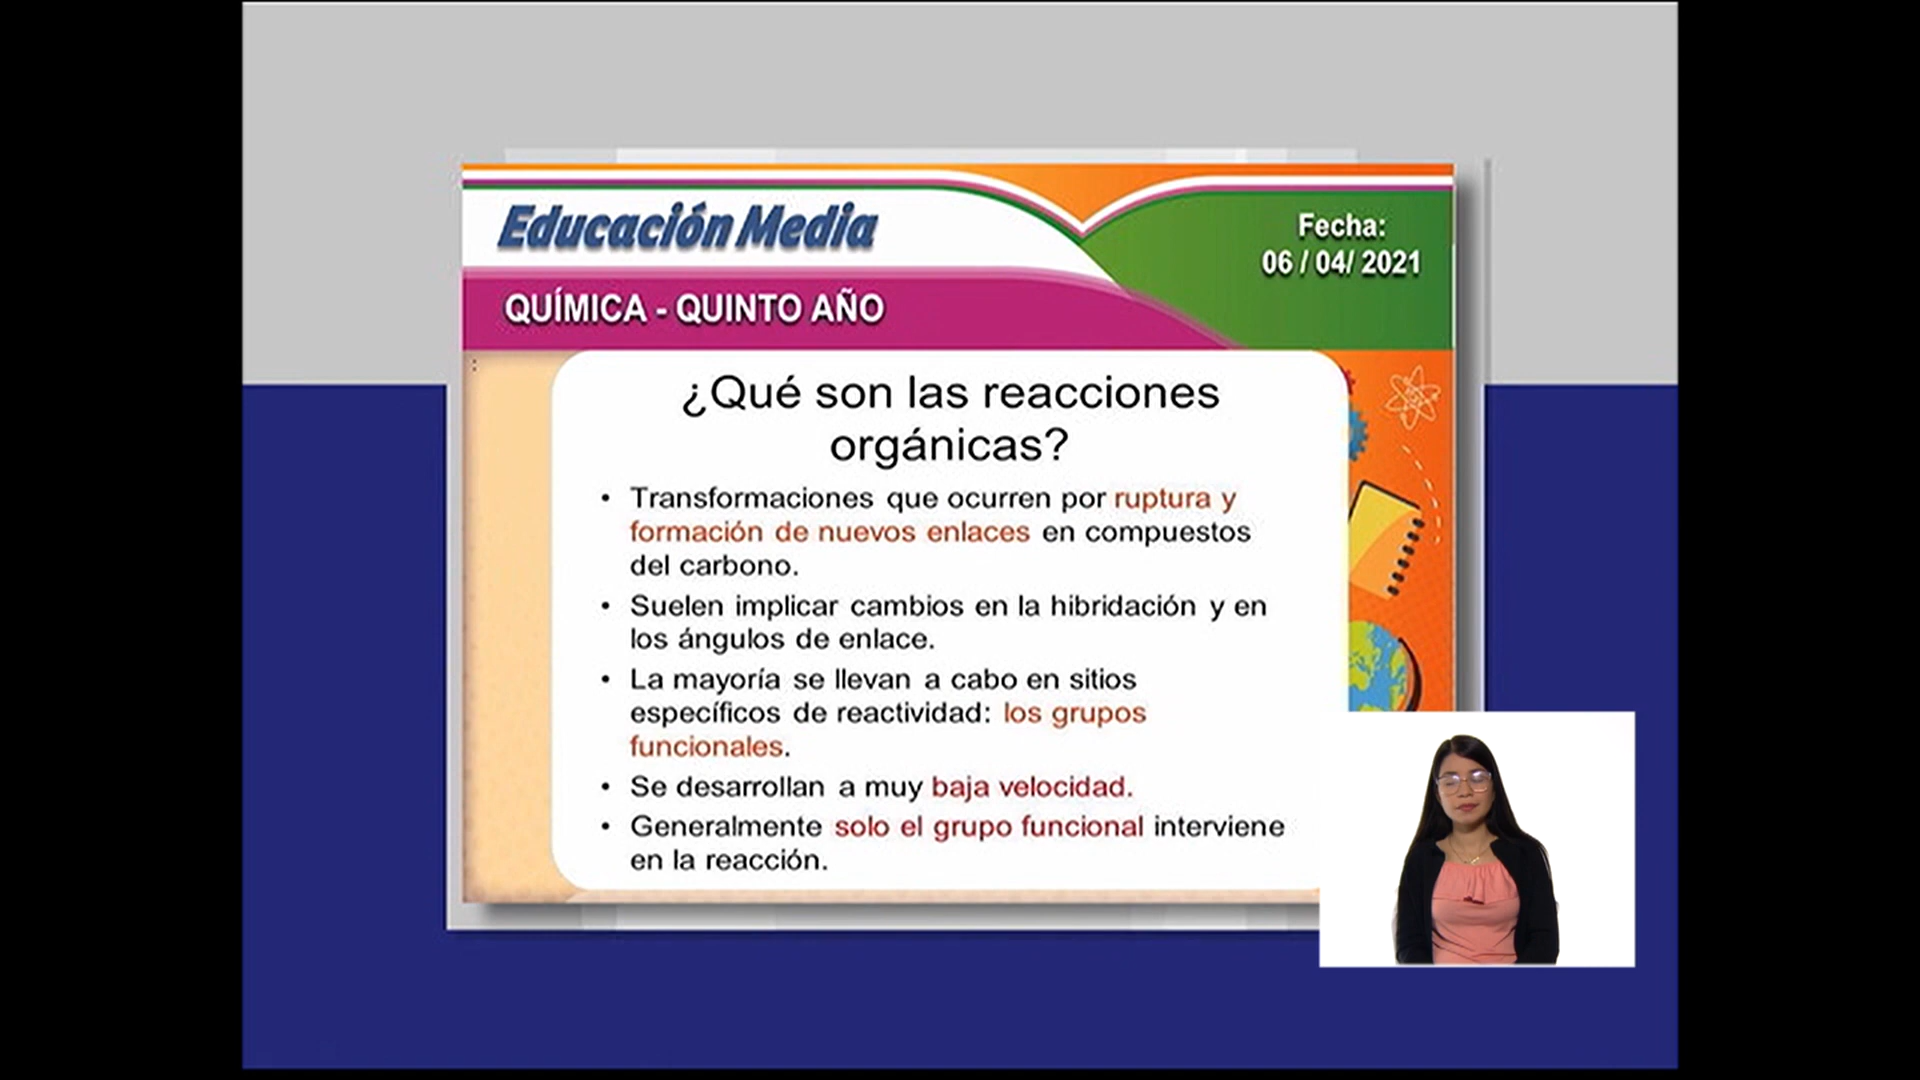 Educación Media
Fecha:
06 / 04/ 2021
QUÍMICA - QUINTO AÑO
¿Qué son las reacciones
orgánicas?
• Transformaciones que ocurren por ruptura y
formación de nuevos enlaces en compuestos
del carbono.
• Suelen implicar cambios en la hibridación y en
los ángulos de enlace.
• La mayoría se llevan a cabo en sitios
específicos de reactividad: los grupos
funcionales.
• Se desarrollan a muy baja velocidad.
• Generalmente solo el grupo funcional interviene
en la reacción.